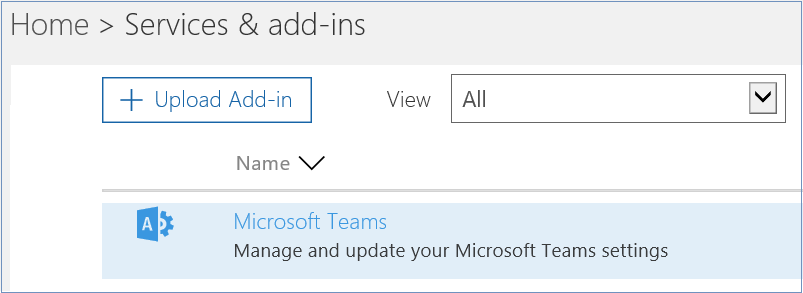 Home > Services & add-ins
+ Upload Add-in View All
Name
A
Microsoft Teams
Manage and update your Microsoft Teams settings